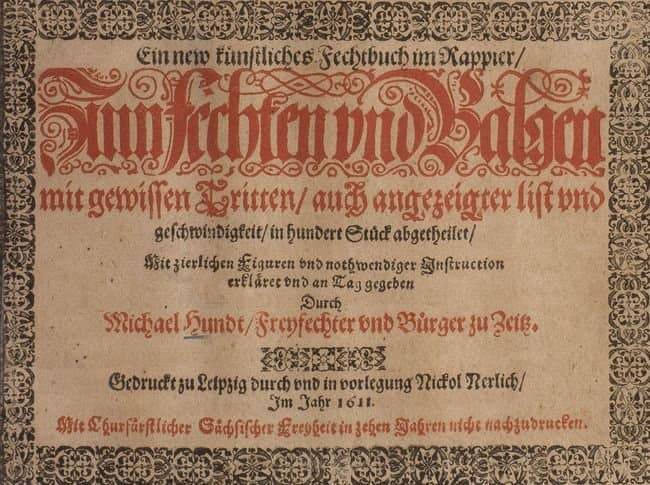 Ein new künstliches Fechtbuch im Rappier/
Zum fechten vnd Balgen
mit gewissen Tritten/ auch angezeigter list vnd
geschwindigkeit/ in hundert Stück abgetheilet/
Mit zierlichen Figuren vnd nothwendiger Instruction
erkläret vnd an Tag gegeben
Durch
Michael Hundt/ Freyfechter vnd Bürger zu Zeitz.
Gedruckt zu Leipzig durch vnd in vorlegung Nickol Nerlich/
Im Jahr 1611.
Mit Churfürstlicher Sächsischer Freyheit in zehen Jahren nicht nachzudrucken.